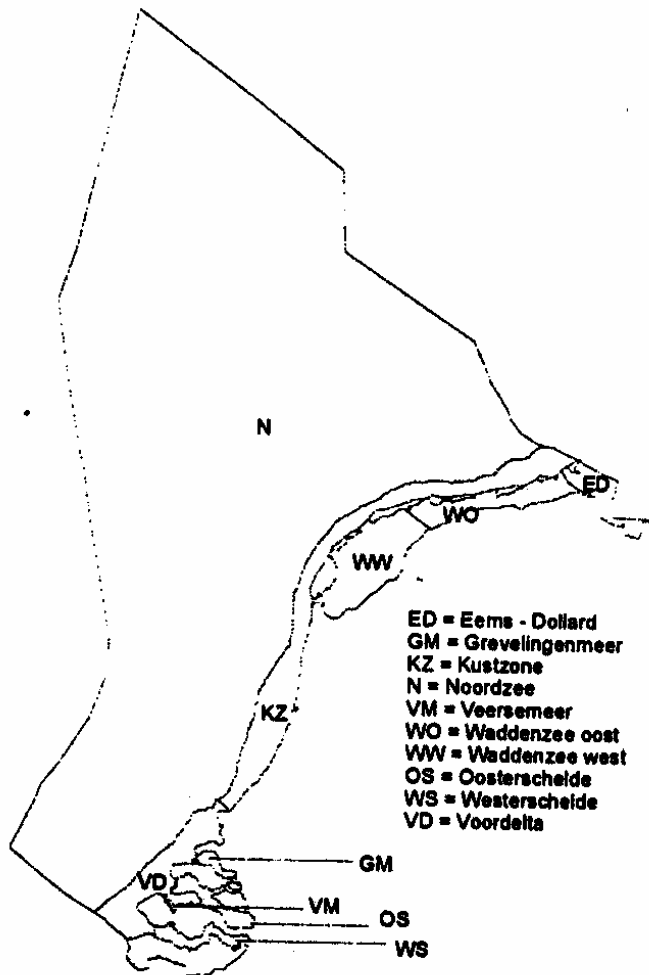 N
ED
WO
WW
ED = Eems - Dollard
GM = Grevelingenmeer
KZ = Kustzone
N = Noordzee
VM = Veersemeer
WO = Waddenzee oost
WW = Waddenzee west
OS = Oosterschelde
WS = Westerschelde
VD = Voordelta
KZ
GM
VD
VM
OS
WS